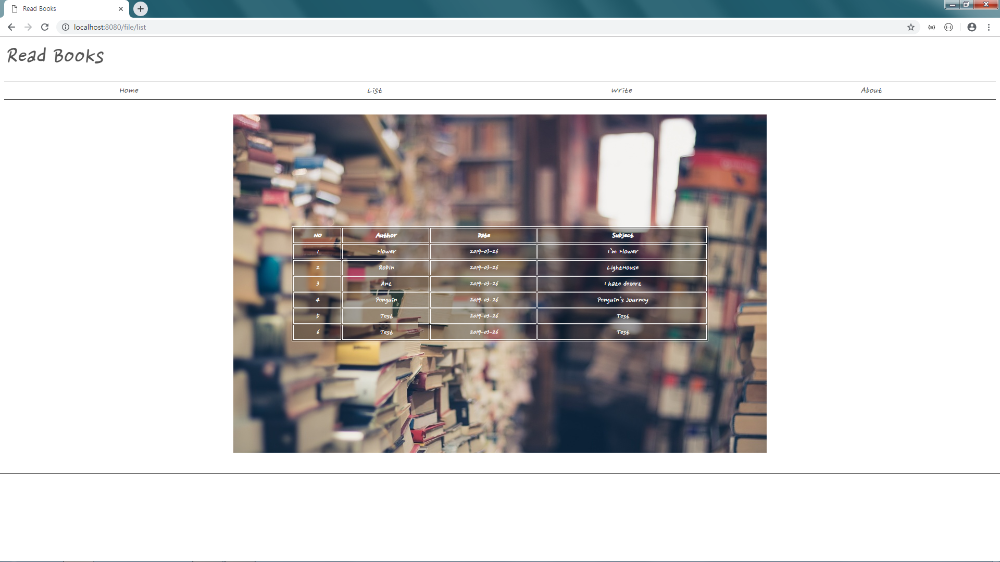 Read Books
localhost:8080/file/list
Read Books
Home List Write About
NO Author Date Subject
1 Flower 2019-03-26 I`m Flower
2 Robin 2019-03-26 LightHouse
3 Ant 2019-03-26 I hate desert
4 Penguin 2019-03-26 Penguin`s Journey
5 Test 2019-03-26 Test
6 Test 2019-03-26 Test